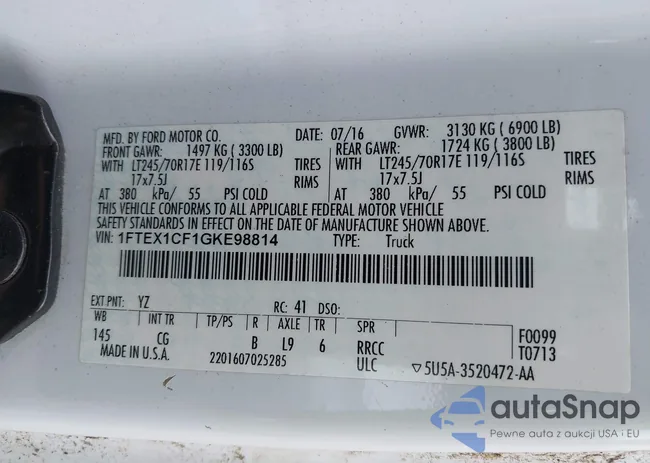 MFD. BY FORD MOTOR CO. DATE: 07/16 GVWR: 3130 KG ( 6900 LB)
FRONT GAWR: 1497 KG ( 3300 LB) REAR GAWR: 1724 KG ( 3800 LB)
WITH LT245/70R17E 119/116S TIRES WITH LT245/70R17E 119/116S TIRES
17x7.5J RIMS 17x7.5J RIMS
AT 380 kPa/ 55 PSI COLD AT 380 kPa/ 55 PSI COLD
THIS VEHICLE CONFORMS TO ALL APPLICABLE FEDERAL MOTOR VEHICLE
SAFETY STANDARDS IN EFFECT ON THE DATE OF MANUFACTURE SHOWN ABOVE.
VIN: 1FTEX1CF1GKE98814 TYPE: Truck
EXT PNT: YZ RC: 41 DSO:
WB INT TR TP/PS R AXLE TR SPR F0099
145 CG B L9 6 RRCC T0713
MADE IN U.S.A. 2201607025285 ULC ▽5U5A-3520472-AA
autaSnap
Pewne auta z aukcji USA · EU